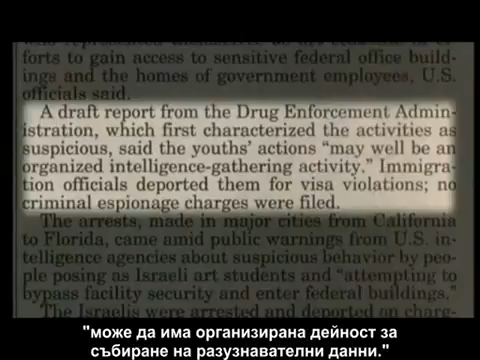 forts to gain access to sensitive federal office build-
ings and the homes of government employees, U.S.
officials said.
A draft report from the Drug Enforcement Admin-
istration, which first characterized the activities as
suspicious, said the youths’ actions “may well be an
organized intelligence-gathering activity.” Immigra-
tion officials deported them for visa violations; no
criminal espionage charges were filed.
The arrests, made in major cities from California
to Florida, came amid public warnings from U.S. in-
telligence agencies about suspicious behavior by peo-
ple posing as Israeli art students and “attempting to
bypass facility security and enter federal buildings.”
The Israelis were arrested and deported on charg-
"може да има организирана дейност за
събиране на разузнавателни данни."